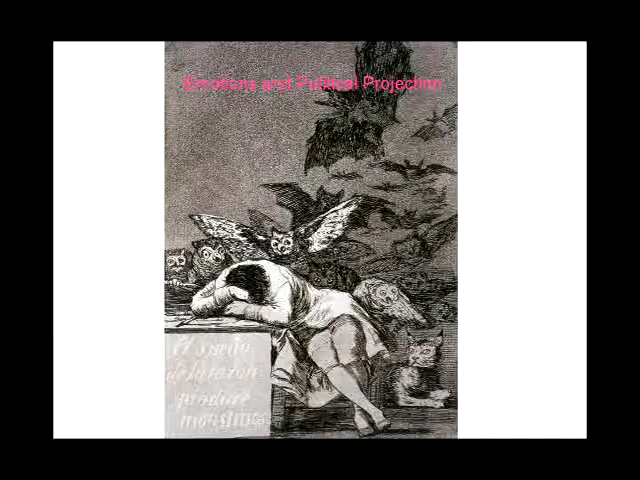 Emotions and Political Projection
El sueño
de la razon
produce
monstruos